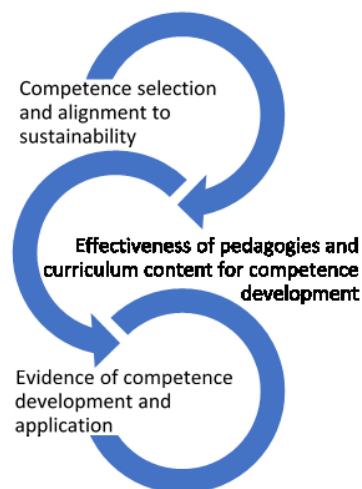 Competence selection
and alignment to
sustainability
Effectiveness of pedagogies and
curriculum content for competence
development
Evidence of competence
development and
application